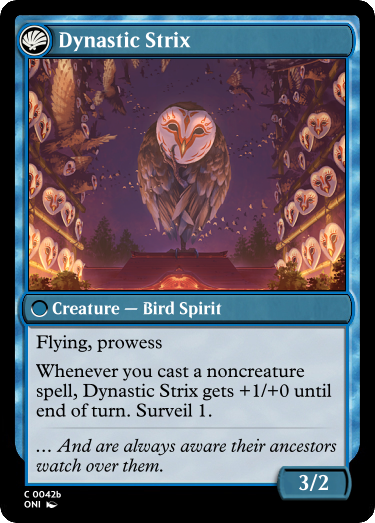 Dynastic Strix
Creature — Bird Spirit
Flying, prowess
Whenever you cast a noncreature
spell, Dynastic Strix gets +1/+0 until
end of turn. Surveil 1.
… And are always aware their ancestors
watch over them.
3/2
C 0042b
ONI